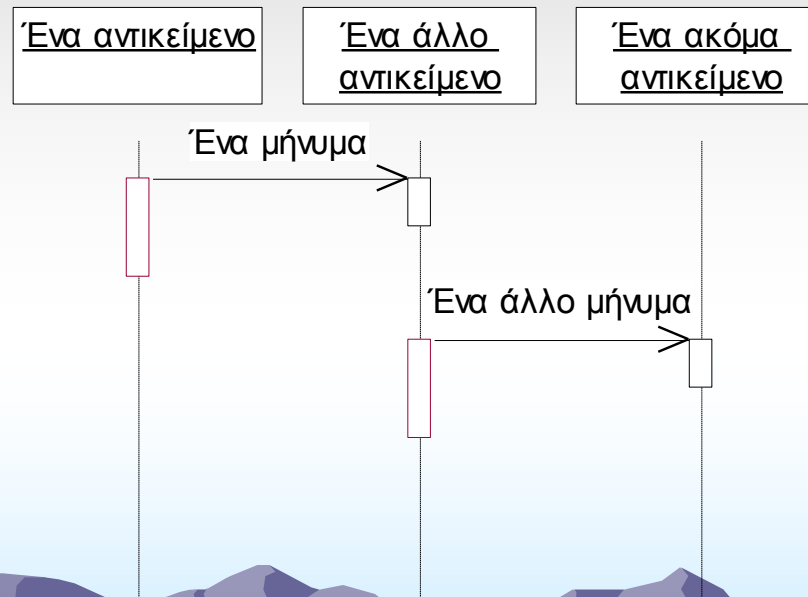 Ένα αντικείμενο
Ένα άλλο
αντικείμενο
Ένα ακόμα
αντικείμενο
Ένα μήνυμα
Ένα άλλο μήνυμα